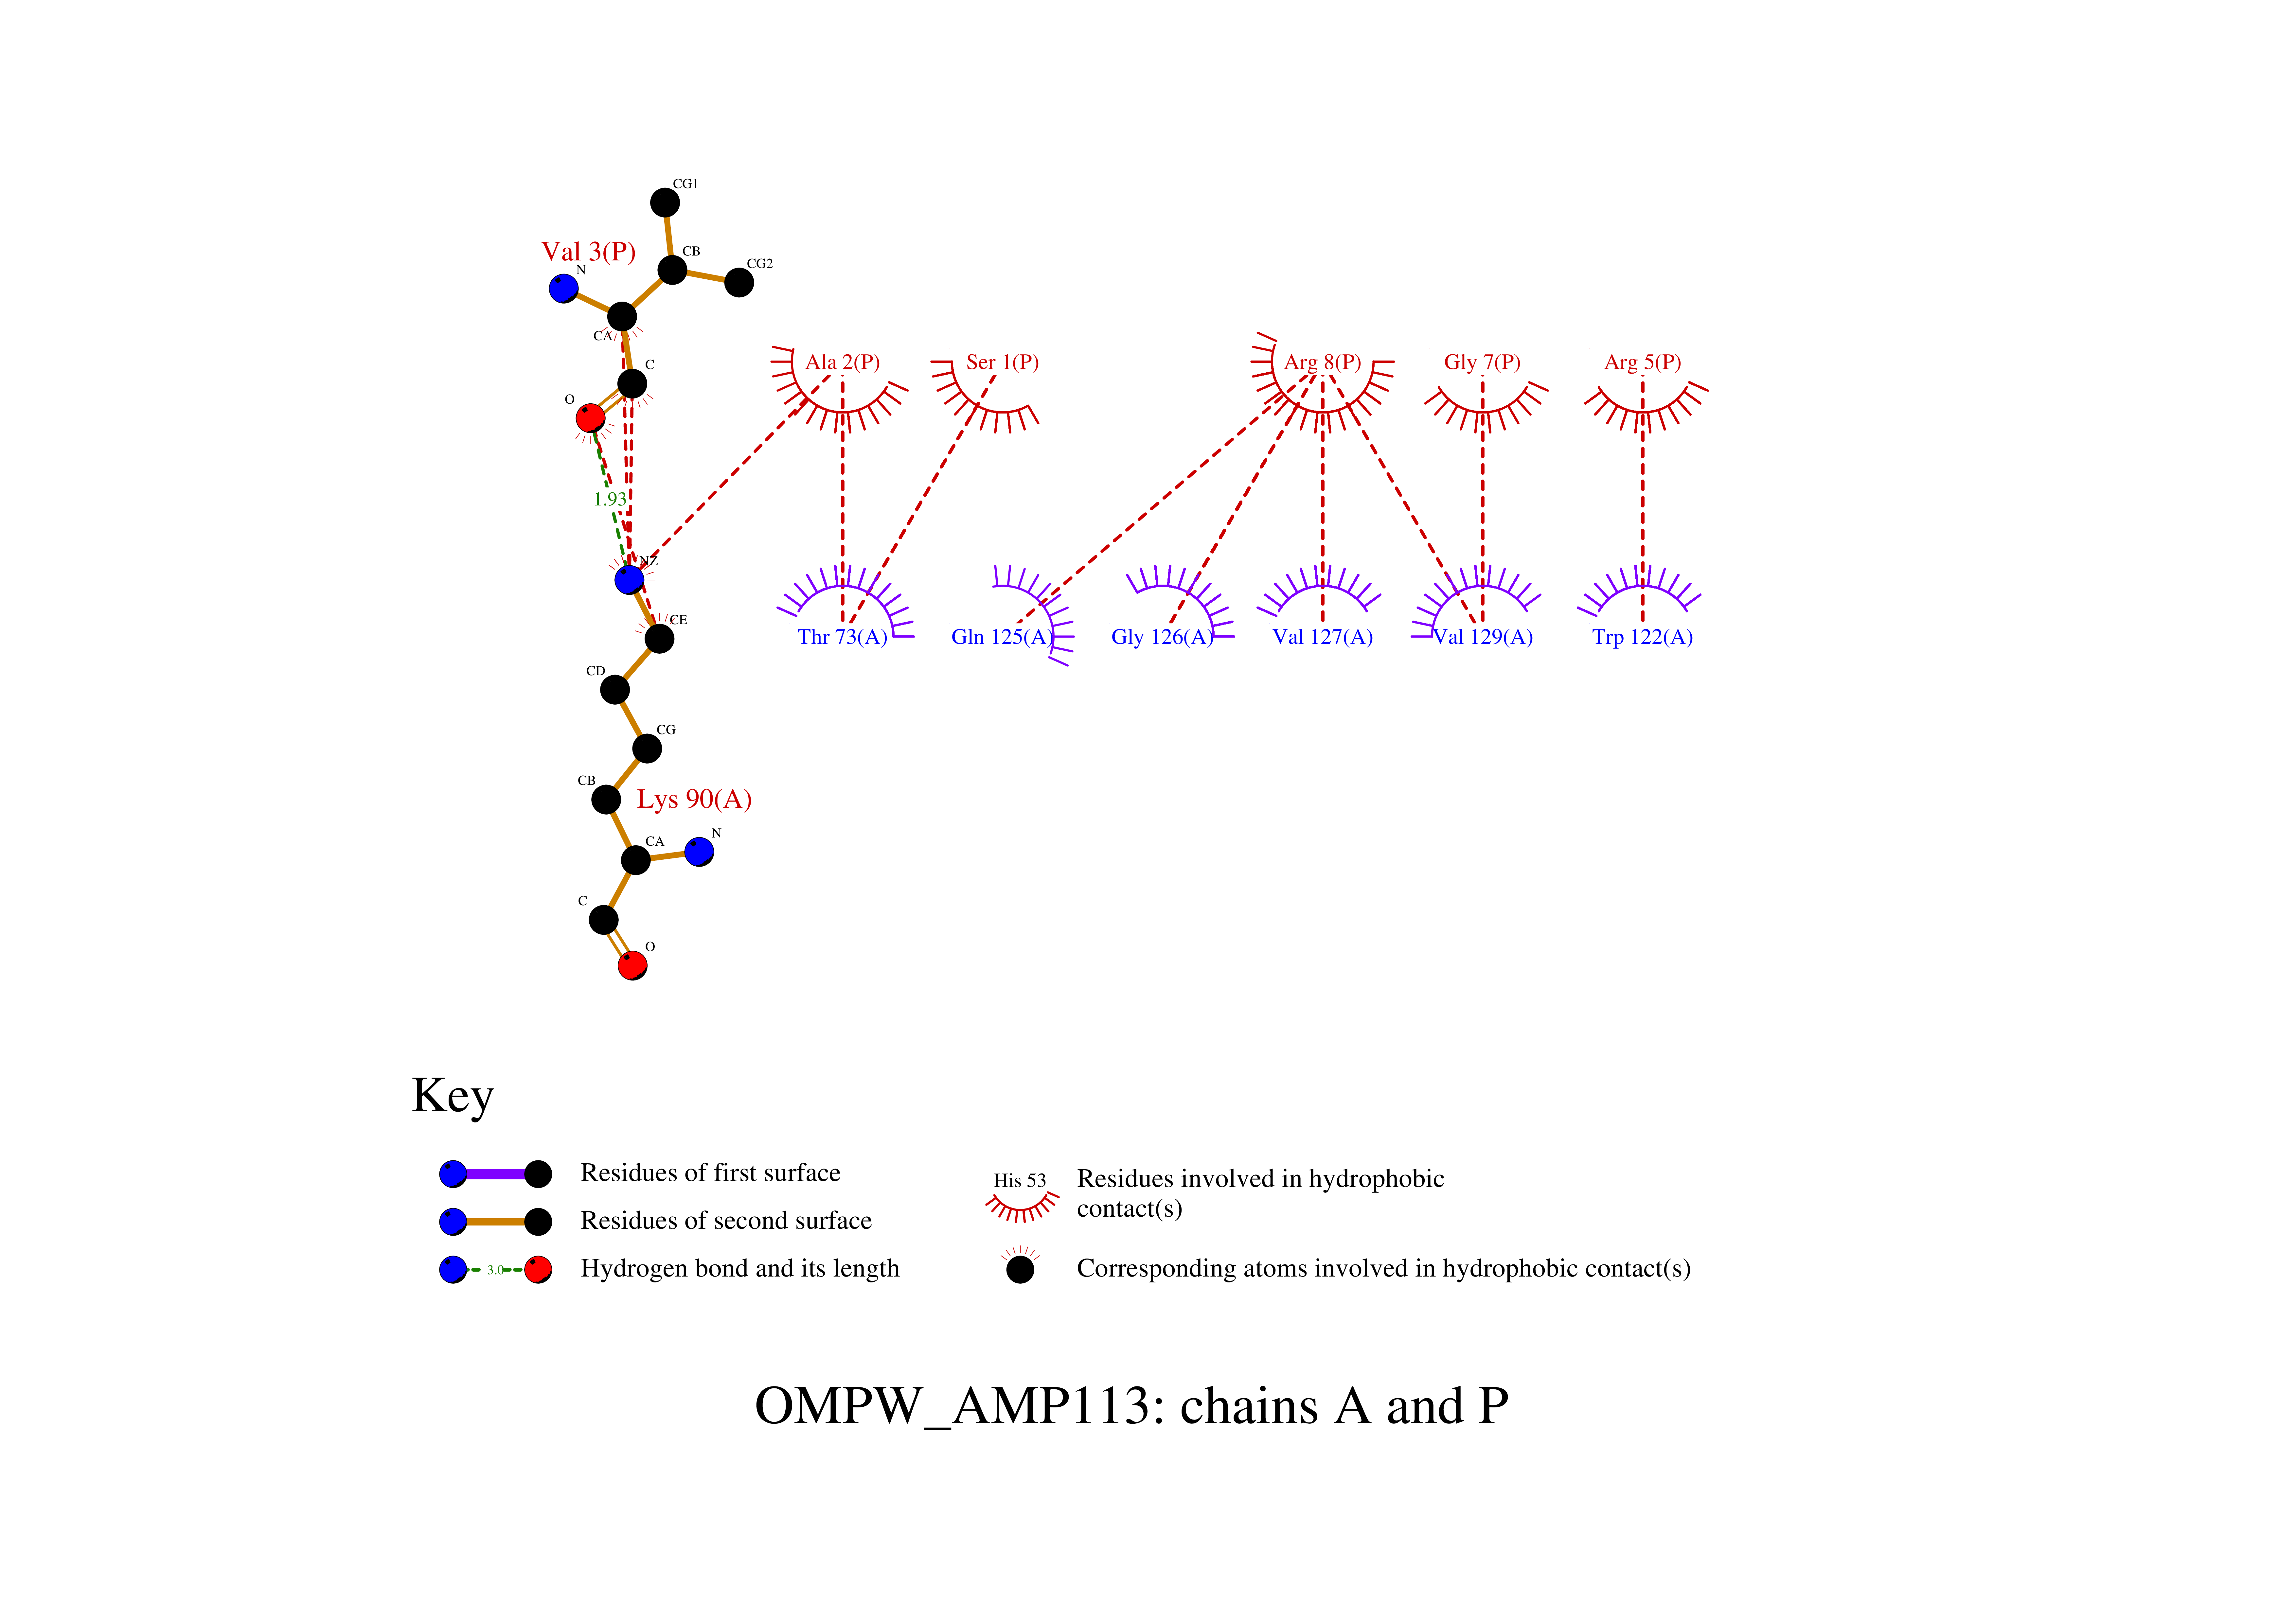 CG1
Val 3(P)
CB
CG2
N
CA
C
Ala 2(P)
Ser 1(P)
Arg 8(P)
Gly 7(P)
Arg 5(P)
O
1.93
NZ
CE
Thr 73(A)
Gln 125(A)
Gly 126(A)
Val 127(A)
Val 129(A)
Trp 122(A)
CD
CG
CB
Lys 90(A)
N
CA
C
O
Key
Residues of first surface
Residues of second surface
3.0
Hydrogen bond and its length
His 53
Residues involved in hydrophobic
contact(s)
Corresponding atoms involved in hydrophobic contact(s)
OMPW_AMP113: chains A and P